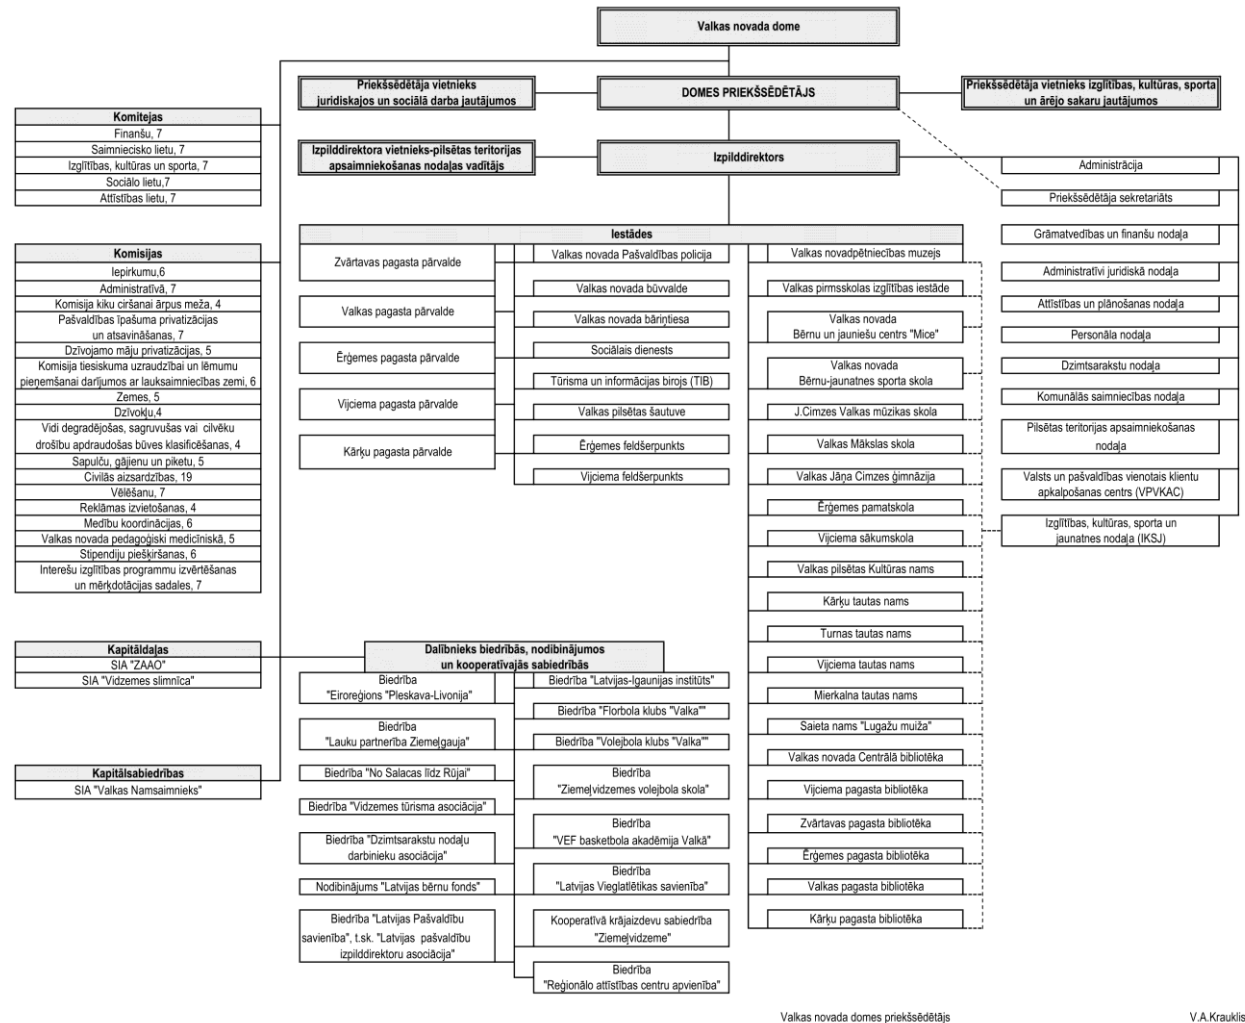 Valkas novada dome
Priekšsēdētāja vietnieks
juridiskajos un sociālā darba jautājumos
DOMES PRIEKŠSĒDĒTĀJS
Priekšsēdētāja vietnieks izglītības, kultūras, sporta
un ārējo sakaru jautājumos
Izpilddirektora vietnieks-pilsētas teritorijas
apsaimniekošanas nodaļas vadītājs
Izpilddirektors
Komitejas
Finanšu, 7
Saimniecisko lietu, 7
Izglītības, kultūras un sporta, 7
Sociālo lietu,7
Attīstības lietu, 7
Komisijas
Iepirkumu,6
Administratīvā, 7
Komisija kiku ciršanai ārpus meža, 4
Pašvaldības īpašuma privatizācijas
un atsavināšanas, 7
Dzīvojamo māju privatizācijas, 5
Komisija tiesiskuma uzraudzībai un lēmumu
pieņemšanai darījumos ar lauksaimniecības zemi, 6
Zemes, 5
Dzīvokļu,4
Vidi degradējošas, sagruvušas vai cilvēku
drošību apdraudošas būves klasificēšanas, 4
Sapulču, gājienu un piketu, 5
Civilās aizsardzības, 19
Vēlēšanu, 7
Reklāmas izvietošanas, 4
Medību koordinācijas, 6
Valkas novada pedagoģiski medicīniskā, 5
Stipendiju piešķiršanas, 6
Interešu izglītības programmu izvērtēšanas
un mērķdotācijas sadales, 7
Kapitāldaļas
SIA "ZAAO"
SIA "Vidzemes slimnīca"
Kapitālsabiedrības
SIA "Valkas Namsaimnieks"
Iestādes
Zvārtavas pagasta pārvalde
Valkas pagasta pārvalde
Ērģemes pagasta pārvalde
Vijciema pagasta pārvalde
Kārķu pagasta pārvalde
Valkas novada Pašvaldības policija
Valkas novada būvvalde
Valkas novada bāriņtiesa
Sociālais dienests
Tūrisma un informācijas birojs (TIB)
Valkas pilsētas šautuve
Ērģemes feldšerpunkts
Vijciema feldšerpunkts
Valkas novadpētniecības muzejs
Valkas pirmsskolas izglītības iestāde
Valkas novada
Bērnu un jauniešu centrs "Mice"
Valkas novada
Bērnu-jaunatnes sporta skola
J.Cimzes Valkas mūzikas skola
Valkas Mākslas skola
Valkas Jāņa Cimzes ģimnāzija
Ērģemes pamatskola
Vijciema sākumskola
Valkas pilsētas Kultūras nams
Kārķu tautas nams
Turnas tautas nams
Vijciema tautas nams
Mierkalna tautas nams
Saieta nams "Lugažu muiža"
Valkas novada Centrālā bibliotēka
Vijciema pagasta bibliotēka
Zvārtavas pagasta bibliotēka
Ērģemes pagasta bibliotēka
Valkas pagasta bibliotēka
Kārķu pagasta bibliotēka
Administrācija
Priekšsēdētāja sekretariāts
Grāmatvedības un finanšu nodaļa
Administratīvi juridiskā nodaļa
Attīstības un plānošanas nodaļa
Personāla nodaļa
Dzimtsarakstu nodaļa
Komunālās saimniecības nodaļa
Pilsētas teritorijas apsaimniekošanas
nodaļa
Valsts un pašvaldības vienotais klientu
apkalpošanas centrs (VPVKAC)
Izglītības, kultūras, sporta un
jaunatnes nodaļa (IKSJ)
Dalībnieks biedrībās, nodibinājumos
un kooperatīvajās sabiedrībās
Biedrība
"Eiroreģions "Pleskava-Livonija"
Biedrība
"Lauku partnerība Ziemeļgauja"
Biedrība "No Salacas līdz Rūjai"
Biedrība "Vidzemes tūrisma asociācija"
Biedrība "Dzimtsarakstu nodaļu
darbinieku asociācija"
Nodibinājums "Latvijas bērnu fonds"
Biedrība "Latvijas Pašvaldību
savienība", t.sk. "Latvijas pašvaldību
izpilddirektoru asociācija"
Biedrība "Latvijas-Igaunijas institūts"
Biedrība "Florbola klubs "Valka""
Biedrība "Volejbola klubs "Valka""
Biedrība
"Ziemeļvidzemes volejbola skola"
Biedrība
"VEF basketbola akadēmija Valkā"
Biedrība
"Latvijas Vieglatlētikas savienība"
Kooperatīvā krājaizdevu sabiedrība
"Ziemeļvidzeme"
Biedrība
"Reģionālo attīstības centru apvienība"
Valkas novada domes priekšsēdētājs
V.A.Krauklis